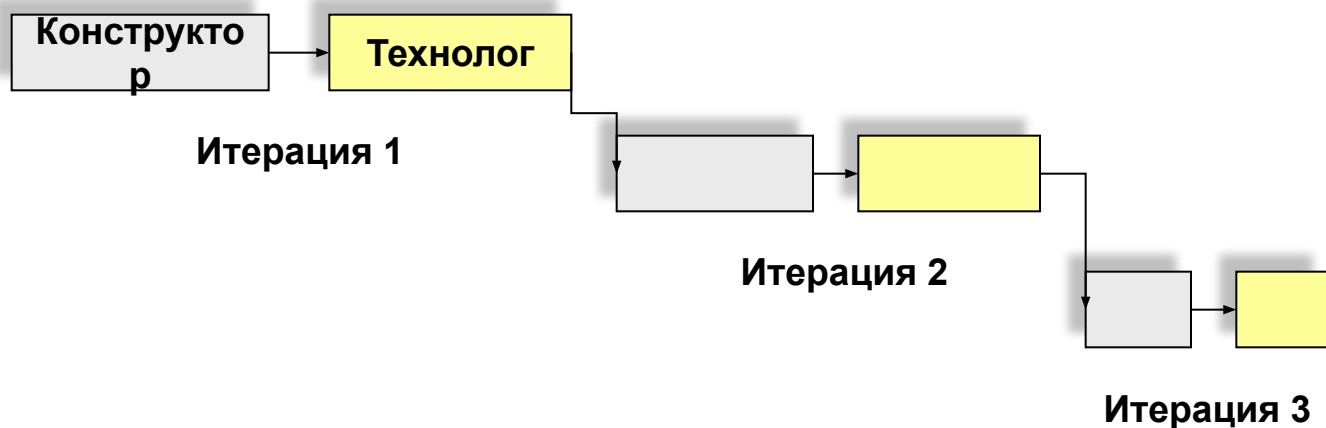 Конструкто
р
Технолог
Итерация 1
Итерация 2
Итерация 3